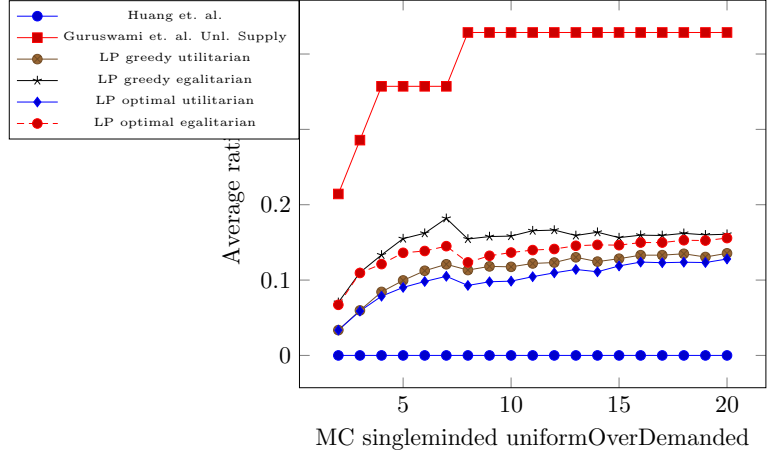 Huang et. al.
Guruswami et. al. Unl. Supply
LP greedy utilitarian
LP greedy egalitarian
LP optimal utilitarian
LP optimal egalitarian
Average
0.2
0.1
0
5
10
15
20
MC singleminded uniformOverDemanded